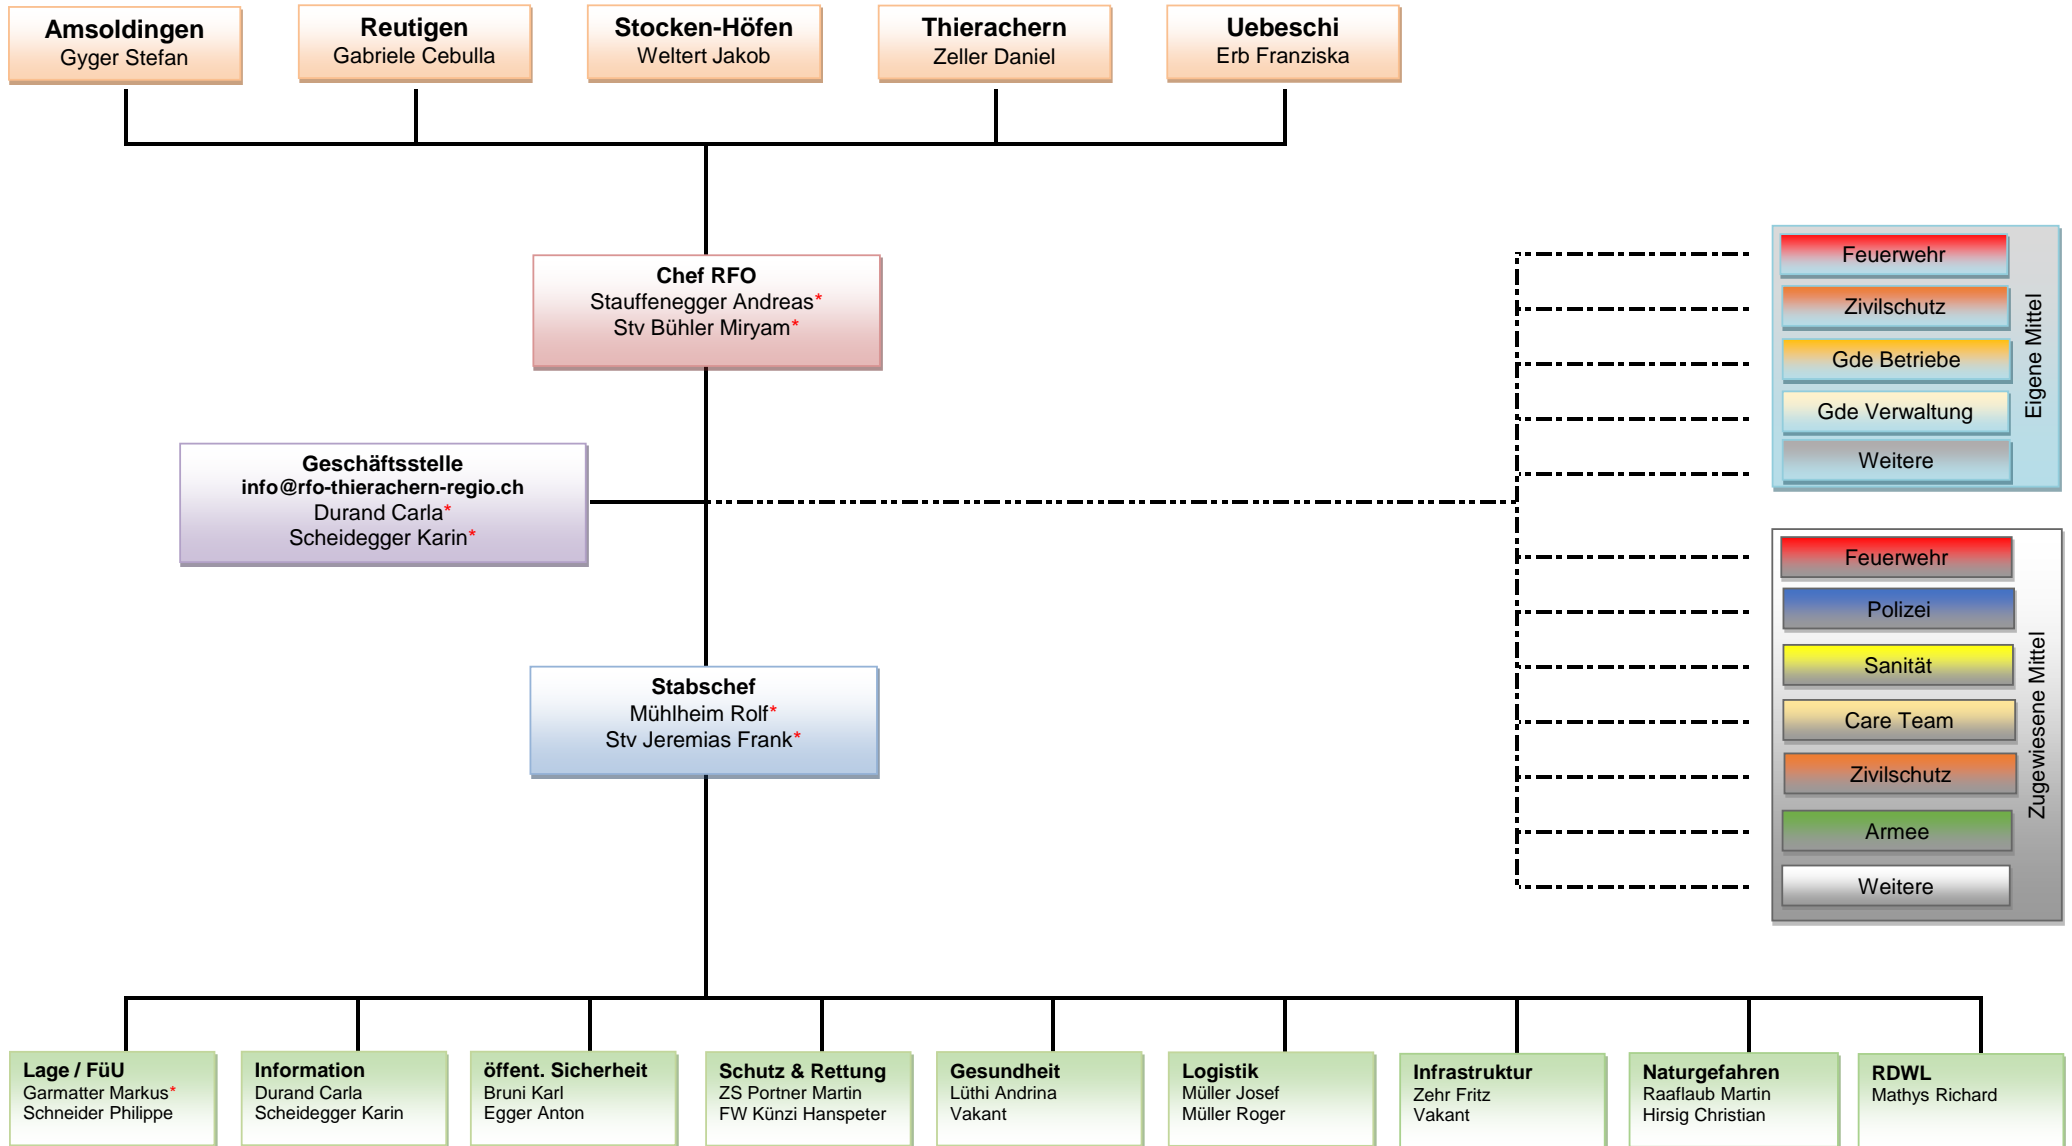 Amsoldingen
Gyger Stefan
Reutigen
Gabriele Cebulla
Stocken-Höfen
Weltert Jakob
Thierachern
Zeller Daniel
Uebeschi
Erb Franziska
Chef RFO
Stauffenegger Andreas*
Stv Bühler Miryam*
Geschäftsstelle
info@rfo-thierachern-regio.ch
Durand Carla*
Scheidegger Karin*
Stabschef
Mühlheim Rolf*
Stv Jeremias Frank*
Feuerwehr
Zivilschutz
Gde Betriebe
Gde Verwaltung
Weitere
Eigene Mittel
Feuerwehr
Polizei
Sanität
Care Team
Zivilschutz
Armee
Weitere
Zugewiesene Mittel
Lage / FüU
Garmatter Markus*
Schneider Philippe
Information
Durand Carla
Scheidegger Karin
öffent. Sicherheit
Bruni Karl
Egger Anton
Schutz & Rettung
ZS Portner Martin
FW Künzi Hanspeter
Gesundheit
Lüthi Andrina
Vakant
Logistik
Müller Josef
Müller Roger
Infrastruktur
Zehr Fritz
Vakant
Naturgefahren
Raaflaub Martin
Hirsig Christian
RDWL
Mathys Richard